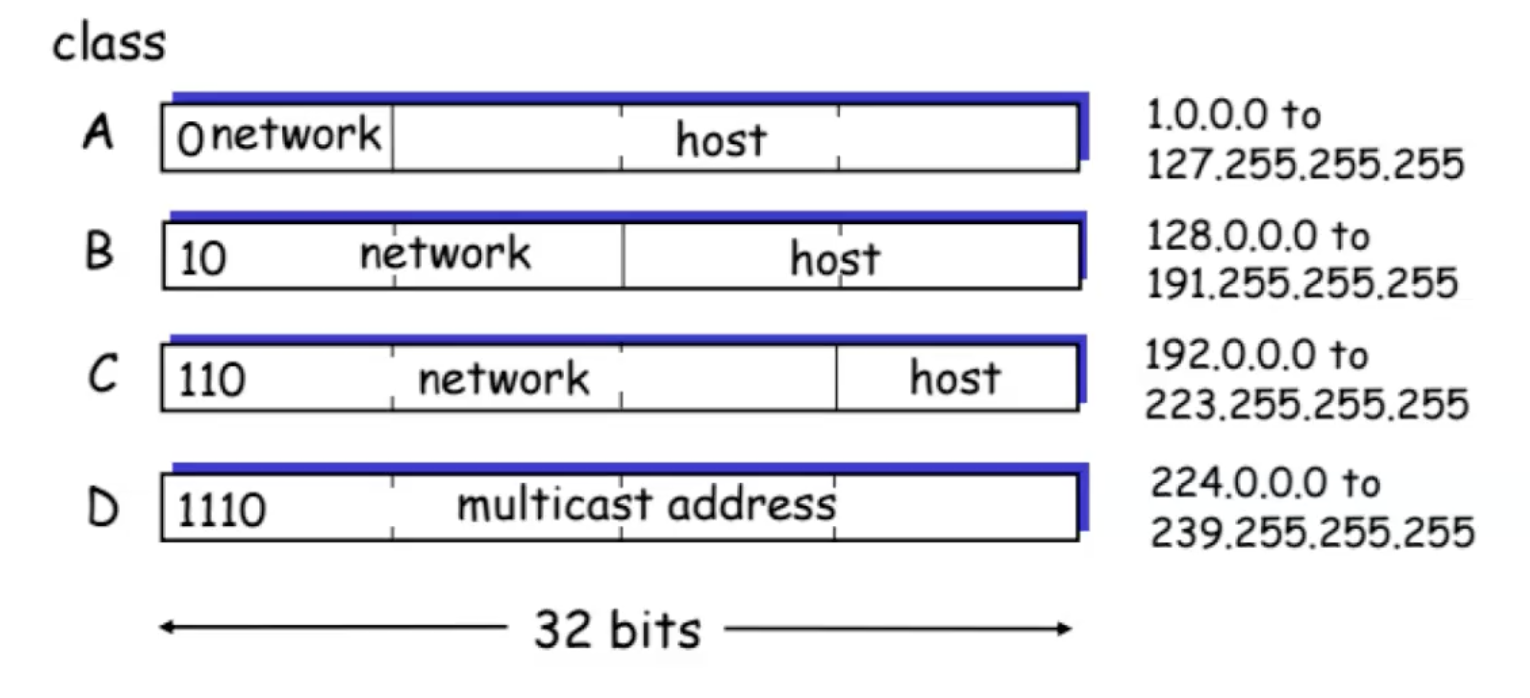 class
A 0 network host 1.0.0.0 to
127.255.255.255
B 10 network host 128.0.0.0 to
191.255.255.255
C 110 network host 192.0.0.0 to
223.255.255.255
D 1110 multicast address 224.0.0.0 to
239.255.255.255
32 bits